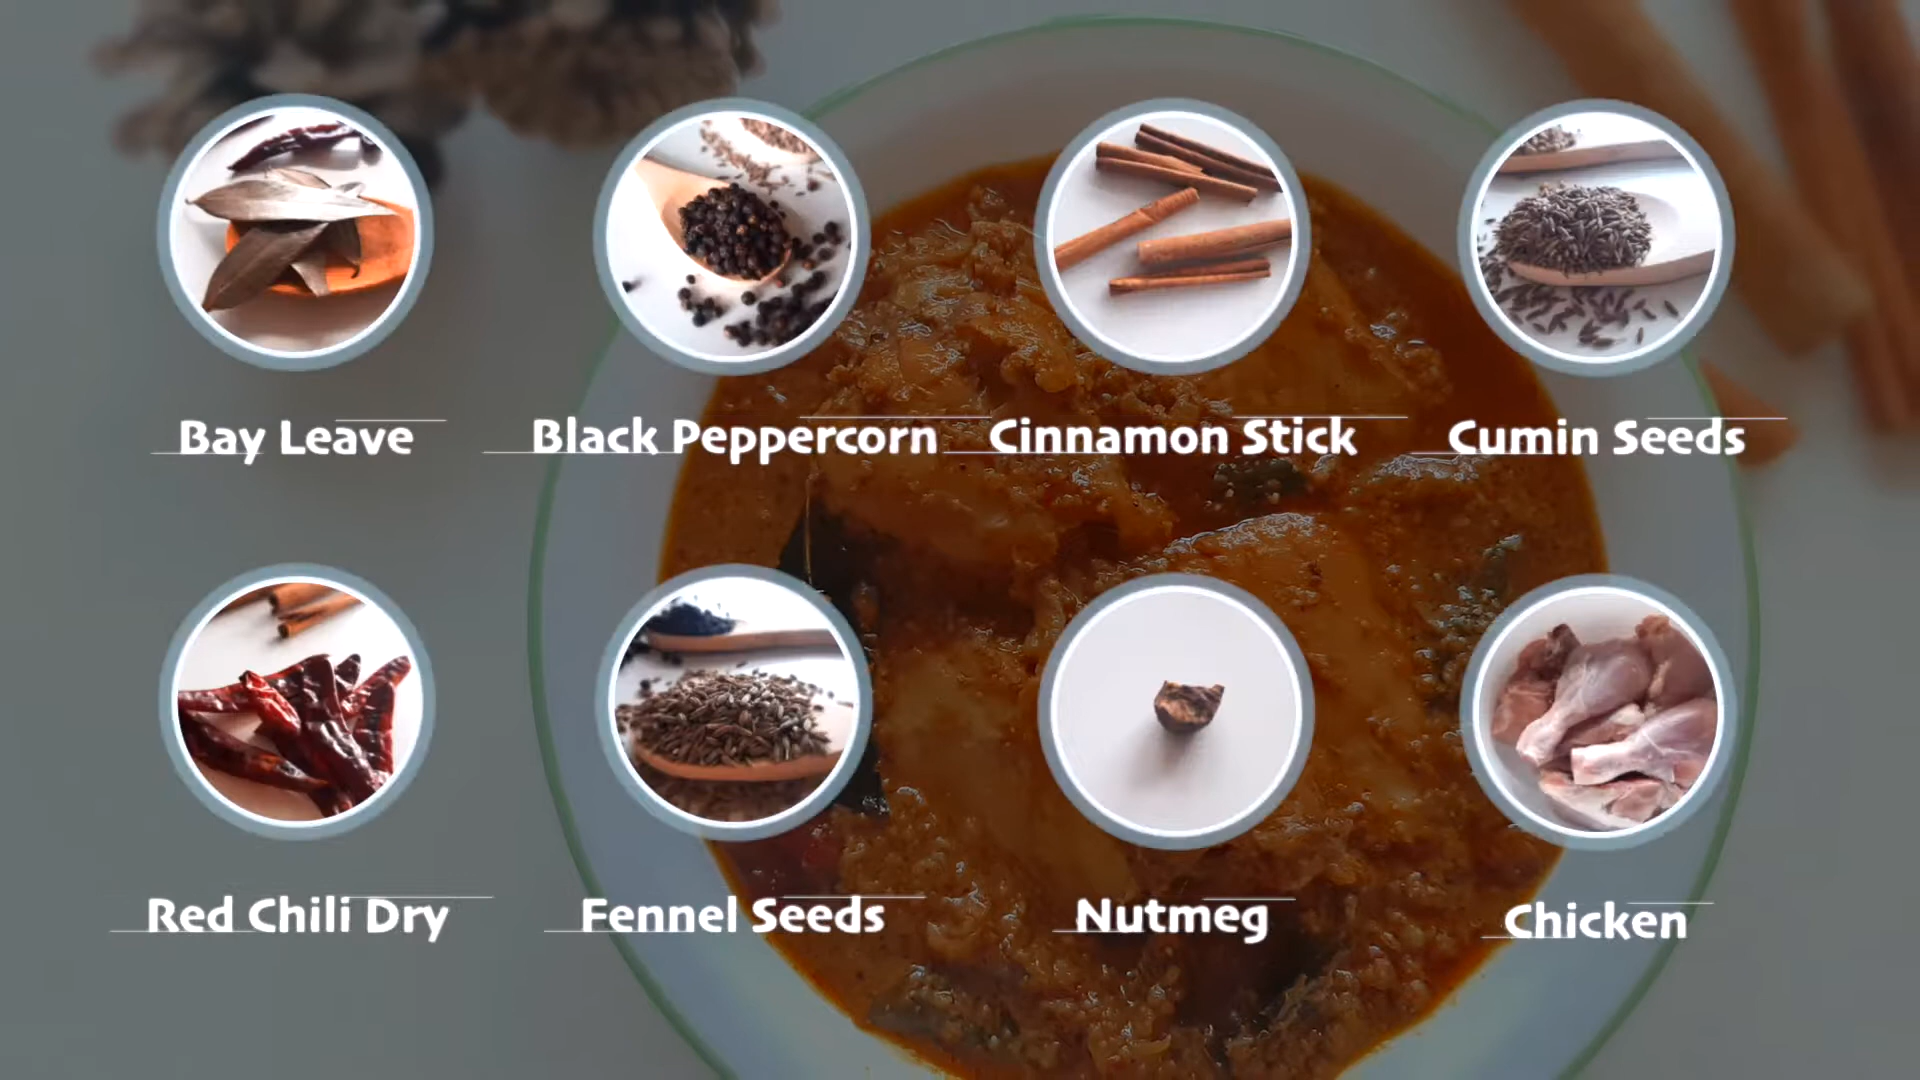 Bay Leave
Black Peppercorn
Cinnamon Stick
Cumin Seeds
Red Chili Dry
Fennel Seeds
Nutmeg
Chicken